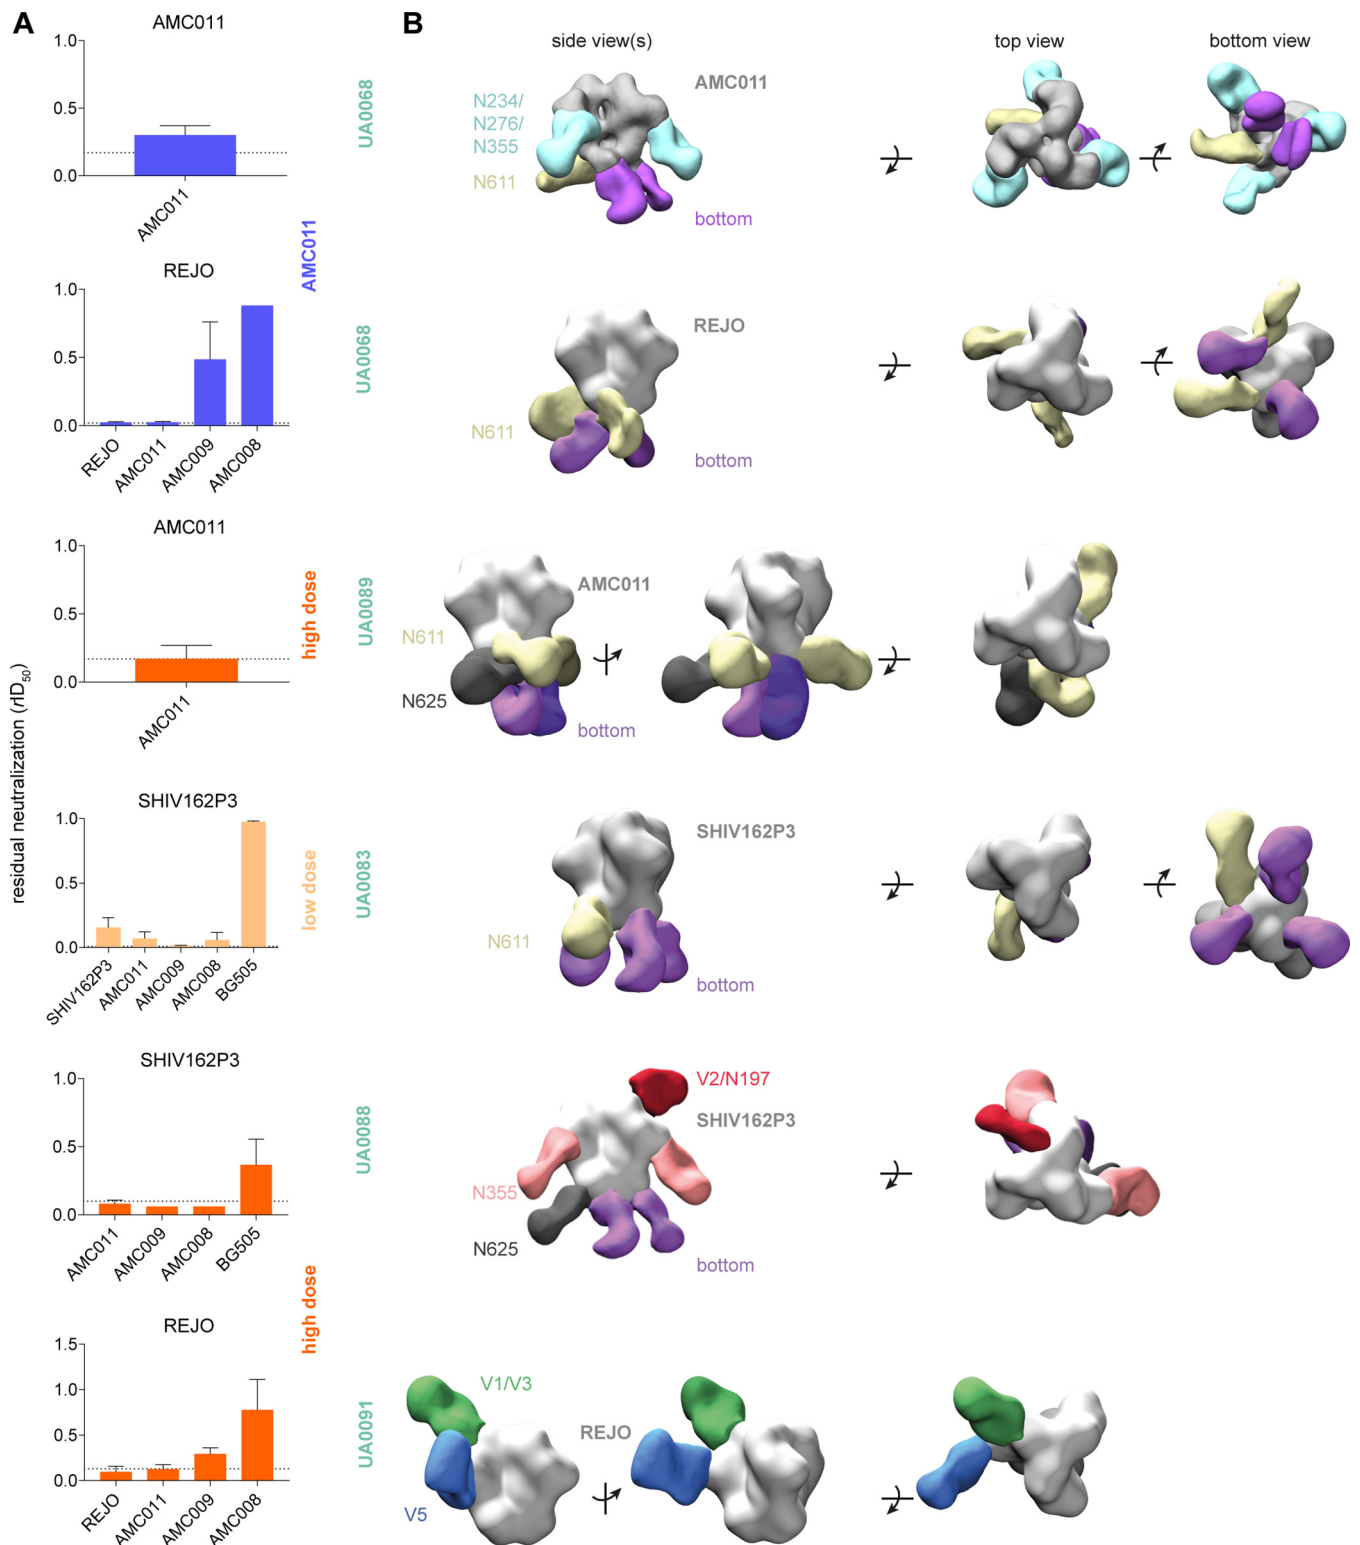 A
B
AMC011
1.0
0.5
0.0
AMC011
UA0068
side view(s)
top view
bottom view
N234/
N276/
N355
N611
AMC011
bottom
AMC011
REJO
1.0
0.5
0.0
REJO
AMC011
AMC009
AMC008
UA0068
REJO
N611
bottom
AMC011
1.0
0.5
0.0
AMC011
high dose
UA0089
AMC011
N611
N625
bottom
residual neutralization (rID50)
SHIV162P3
1.0
0.5
0.0
SHIV162P3
AMC011
AMC009
AMC008
BG505
low dose
UA0083
SHIV162P3
N611
bottom
SHIV162P3
1.0
0.5
0.0
AMC011
AMC009
AMC008
BG505
UA0088
V2/N197
SHIV162P3
N355
N625
bottom
high dose
REJO
1.5
1.0
0.5
0.0
REJO
AMC011
AMC009
AMC008
UA0091
V1/V3
REJO
V5